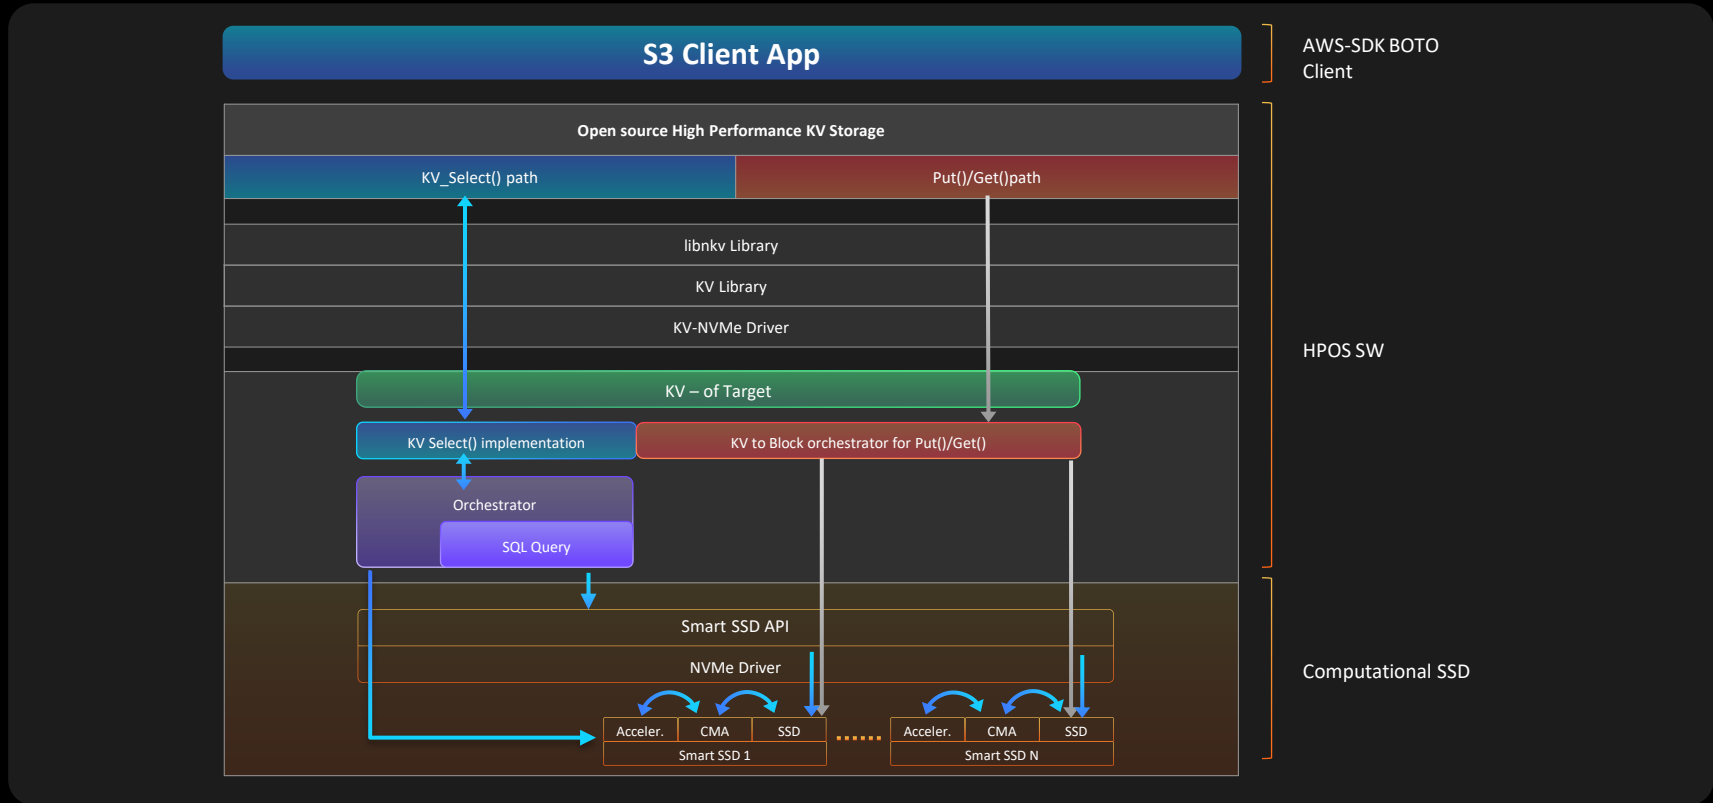 S3 Client App
AWS-SDK BOTO
Client
Open source High Performance KV Storage
KV_Select() path
Put()/Get()path
libnkv Library
KV Library
KV-NVMe Driver
HPOS SW
KV – of Target
KV Select() implementation
KV to Block orchestrator for Put()/Get()
Orchestrator
SQL Query
Smart SSD API
NVMe Driver
Computational SSD
Acceler.
CMA
SSD
Acceler.
CMA
SSD
Smart SSD 1
Smart SSD N